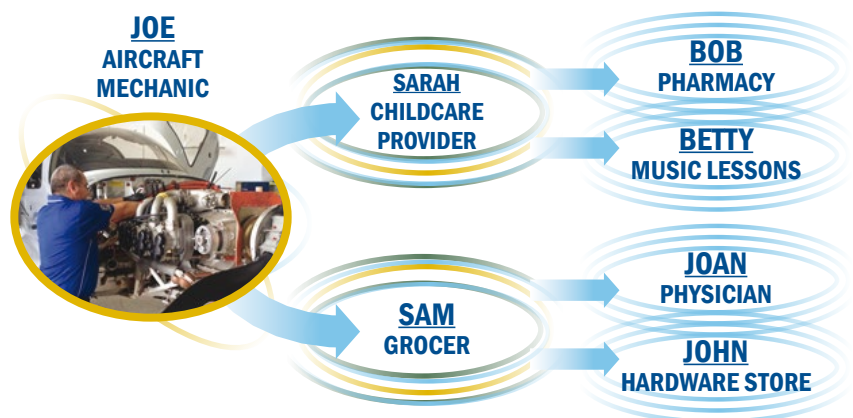 JOE
AIRCRAFT
MECHANIC
SARAH
CHILDCARE
PROVIDER
BOB
PHARMACY
BETTY
MUSIC LESSONS
SAM
GROCER
JOAN
PHYSICIAN
JOHN
HARDWARE STORE